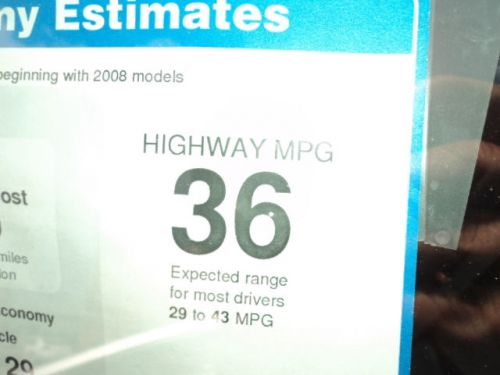 ny Estimates
beginning with 2008 models
HIGHWAY MPG
36
Expected range
for most drivers
29 to 43 MPG
ost
miles
ion
conomy
cle
29